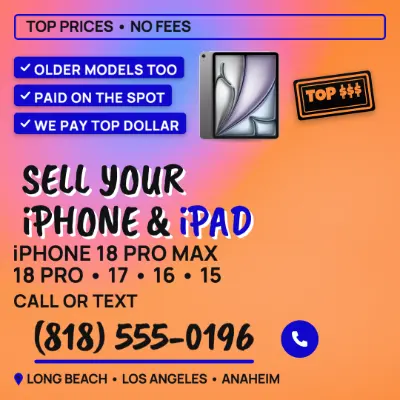 TOP PRICES • NO FEES
OLDER MODELS TOO
PAID ON THE SPOT
WE PAY TOP DOLLAR
TOP $$$
SELL YOUR
iPHONE & iPAD
iPHONE 18 PRO MAX
18 PRO • 17 • 16 • 15
CALL OR TEXT
(818) 555-0196
LONG BEACH • LOS ANGELES • ANAHEIM